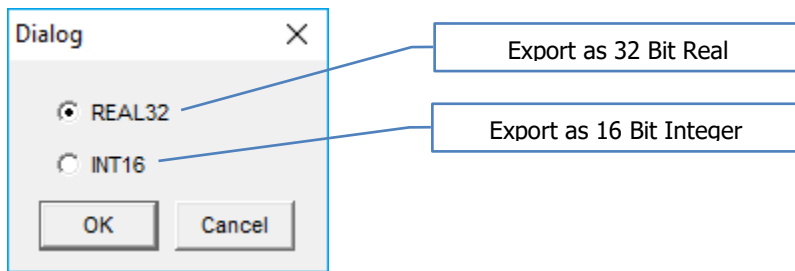 Dialog
Export as 32 Bit Real
REAL32
Export as 16 Bit Integer
INT16
OK Cancel